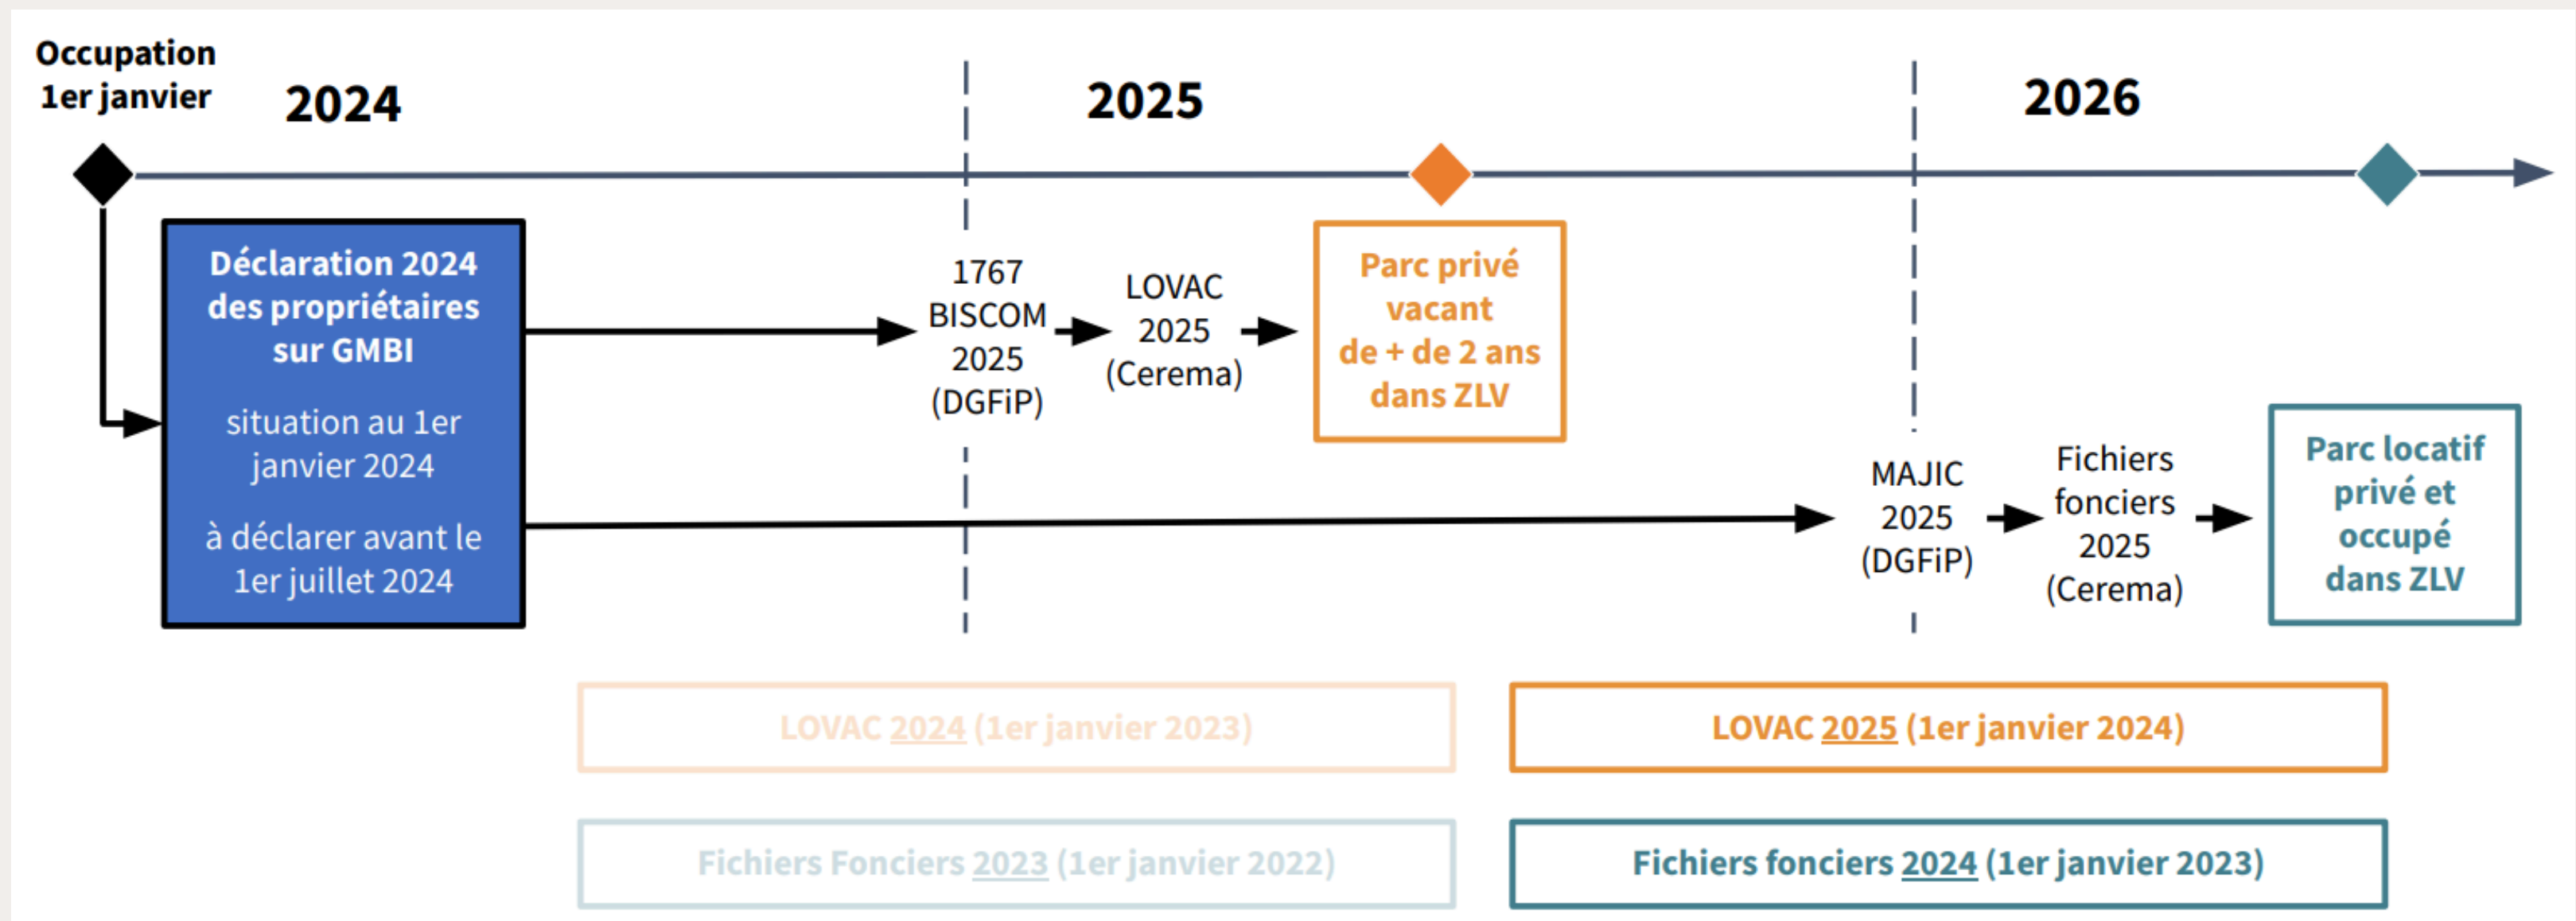 Occupation
1er janvier
2024
2025
2026
Déclaration 2024
des propriétaires
sur GMBI
situation au 1er
janvier 2024
à déclarer avant le
1er juillet 2024
1767
BISCOM
2025
(DGFiP)
LOVAC
2025
(Cerema)
Parc privé
vacant
de + de 2 ans
dans ZLV
MAJIC
2025
(DGFiP)
Fichiers
fonciers
2025
(Cerema)
Parc locatif
privé et
occupé
dans ZLV
LOVAC 2024 (1er janvier 2023)
LOVAC 2025 (1er janvier 2024)
Fichiers Fonciers 2023 (1er janvier 2022)
Fichiers fonciers 2024 (1er janvier 2023)